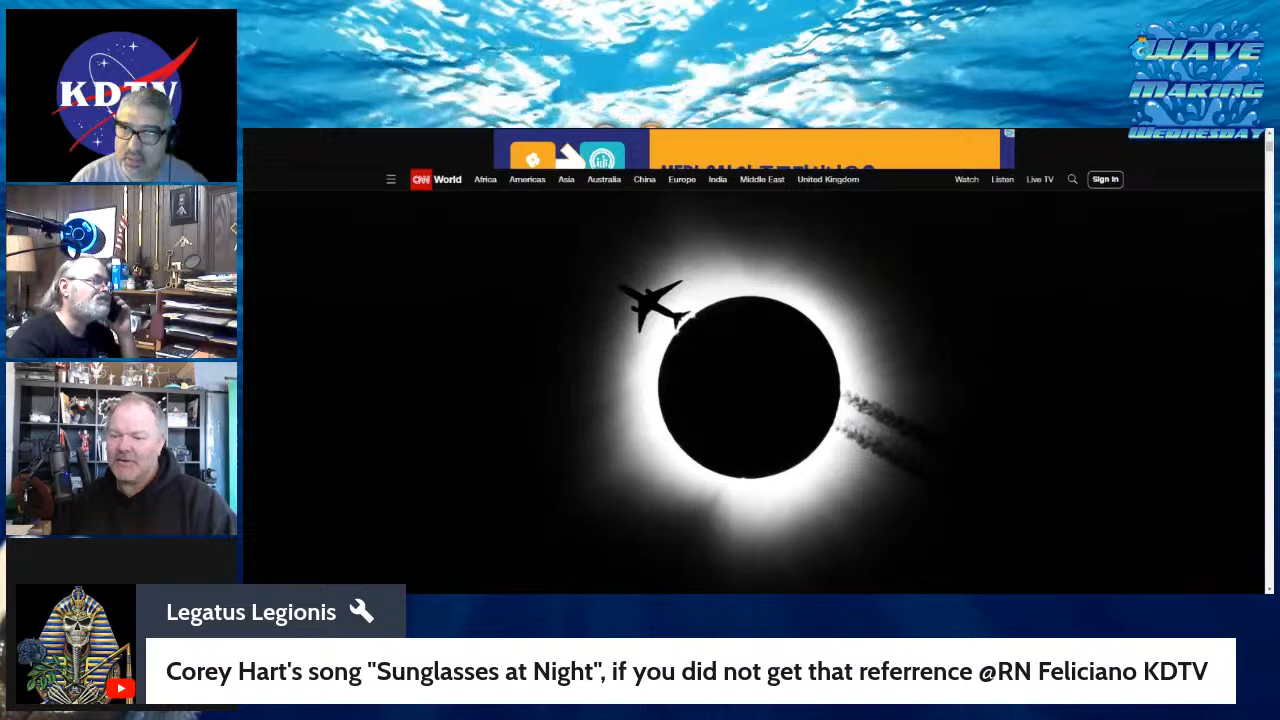 KDTV
WAVE
MAKING
WEDNESDAY
CNN World Africa Americas Asia Australia China Europe India Middle East United Kingdom Watch Listen Live TV Sign in
Legatus Legionis
Corey Hart's song "Sunglasses at Night", if you did not get that referrence @RN Feliciano KDTV